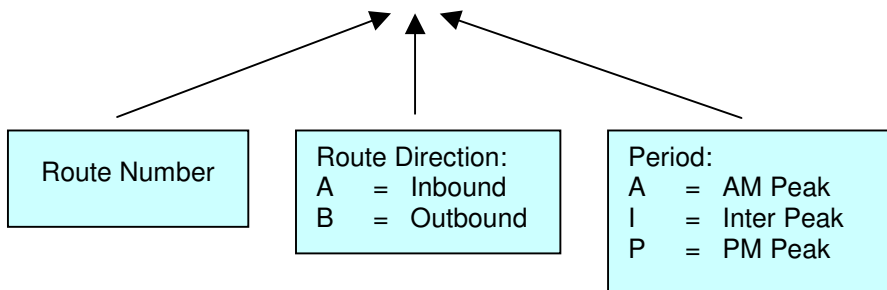 Route Number
Route Direction:
A = Inbound
B = Outbound
Period:
A = AM Peak
I = Inter Peak
P = PM Peak